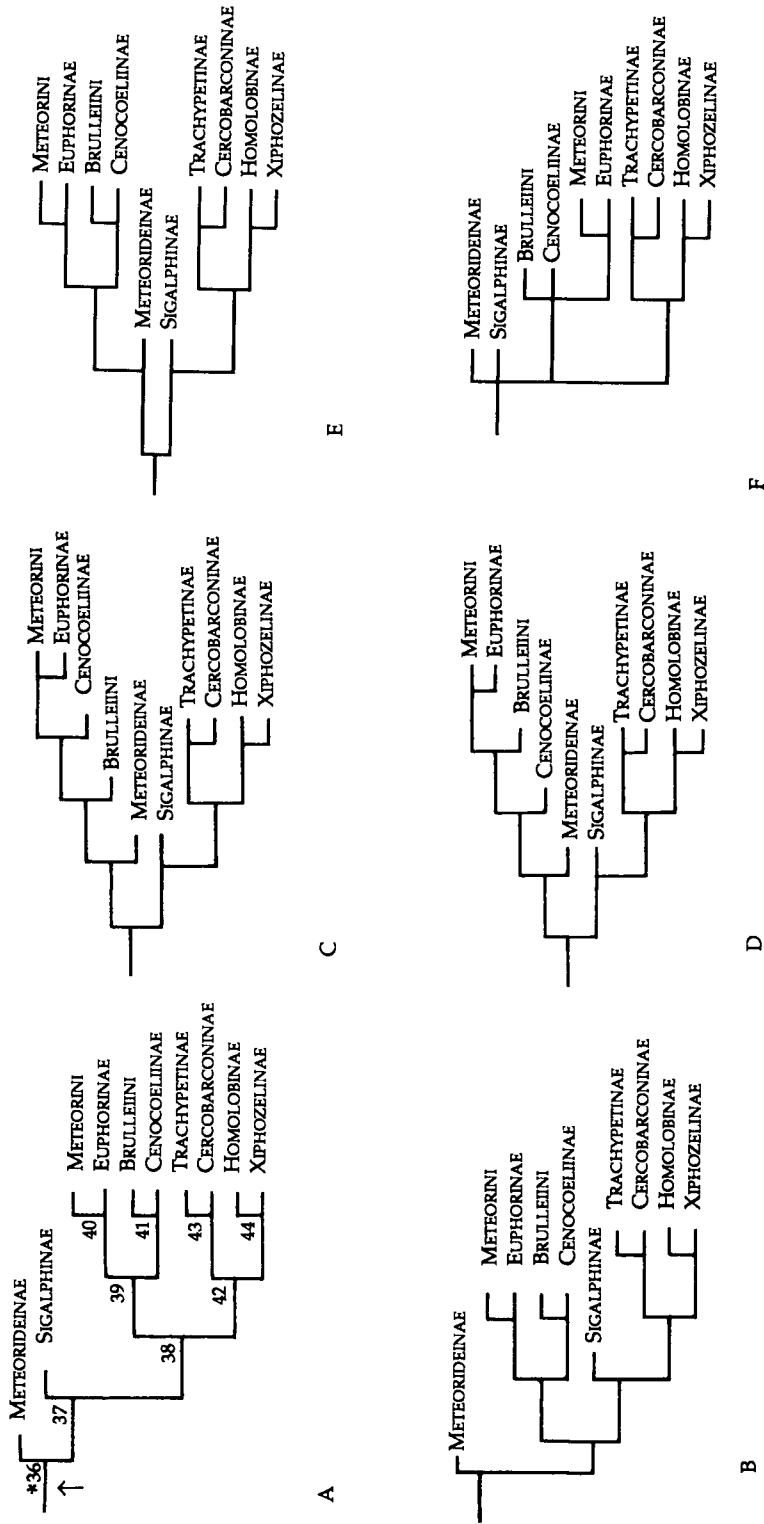 *36
METEORIDEINAE
37
SIGALPHINAE
38
39
40
METEORINI
EUPHORINAE
41
BRULLEIINI
CENOCOELIINAE
42
43
TRACHYPETINAE
CERCOBARCONINAE
44
HOMOLOBINAE
XIPHOZELINAE
A
METEORIDEINAE
METEORINI
EUPHORINAE
BRULLEIINI
CENOCOELIINAE
SIGALPHINAE
TRACHYPETINAE
CERCOBARCONINAE
HOMOLOBINAE
XIPHOZELINAE
B
METEORINI
EUPHORINAE
CENOCOELIINAE
BRULLEIINI
METEORIDEINAE
SIGALPHINAE
TRACHYPETINAE
CERCOBARCONINAE
HOMOLOBINAE
XIPHOZELINAE
C
METEORINI
EUPHORINAE
BRULLEIINI
CENOCOELIINAE
METEORIDEINAE
SIGALPHINAE
TRACHYPETINAE
CERCOBARCONINAE
HOMOLOBINAE
XIPHOZELINAE
D
METEORINI
EUPHORINAE
BRULLEIINI
CENOCOELIINAE
METEORIDEINAE
SIGALPHINAE
TRACHYPETINAE
CERCOBARCONINAE
HOMOLOBINAE
XIPHOZELINAE
E
METEORIDEINAE
SIGALPHINAE
BRULLEIINI
CENOCOELIINAE
METEORINI
EUPHORINAE
TRACHYPETINAE
CERCOBARCONINAE
HOMOLOBINAE
XIPHOZELINAE
F